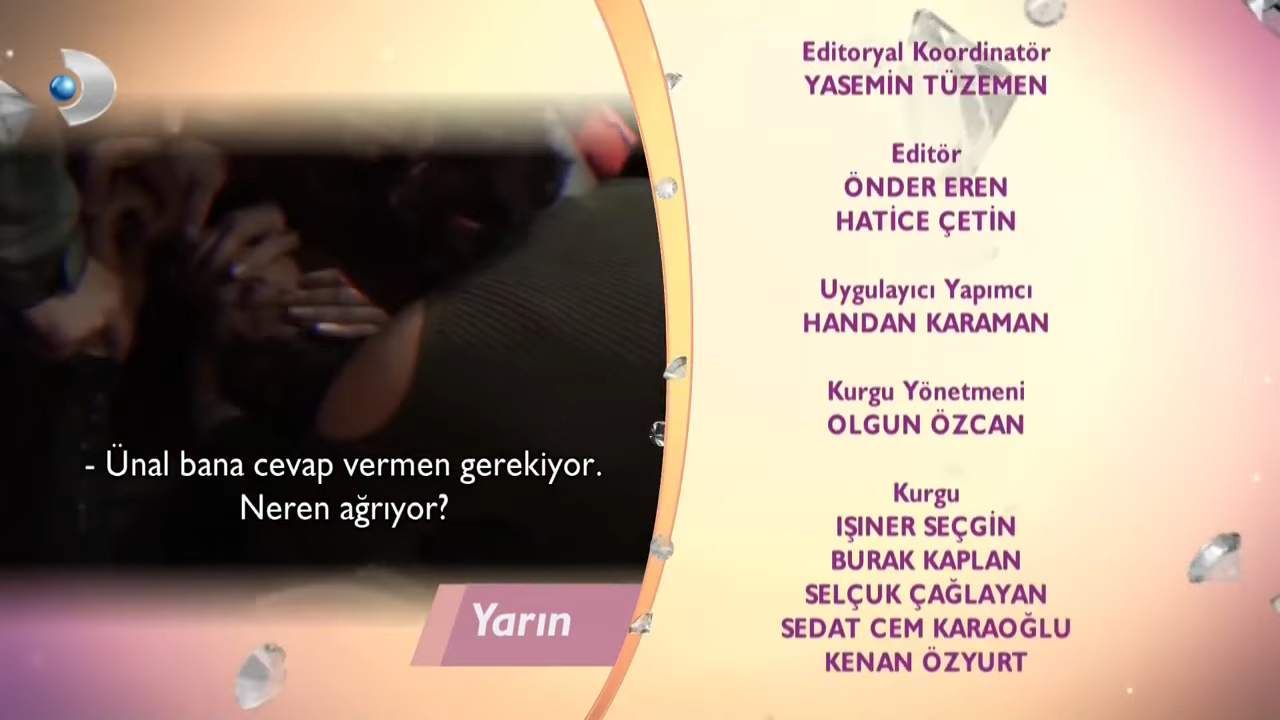 - Ünal bana cevap vermen gerekiyor.
Neren ağrıyor?
Yarın
Editoryal Koordinatör
YASEMİN TÜZEMEN
Editör
ÖNDER EREN
HATİCE ÇETİN
Uygulayıcı Yapımcı
HANDAN KARAMAN
Kurgu Yönetmeni
OLGUN ÖZCAN
Kurgu
IŞINER SEÇGİN
BURAK KAPLAN
SELÇUK ÇAĞLAYAN
SEDAT CEM KARAOĞLU
KENAN ÖZYURT